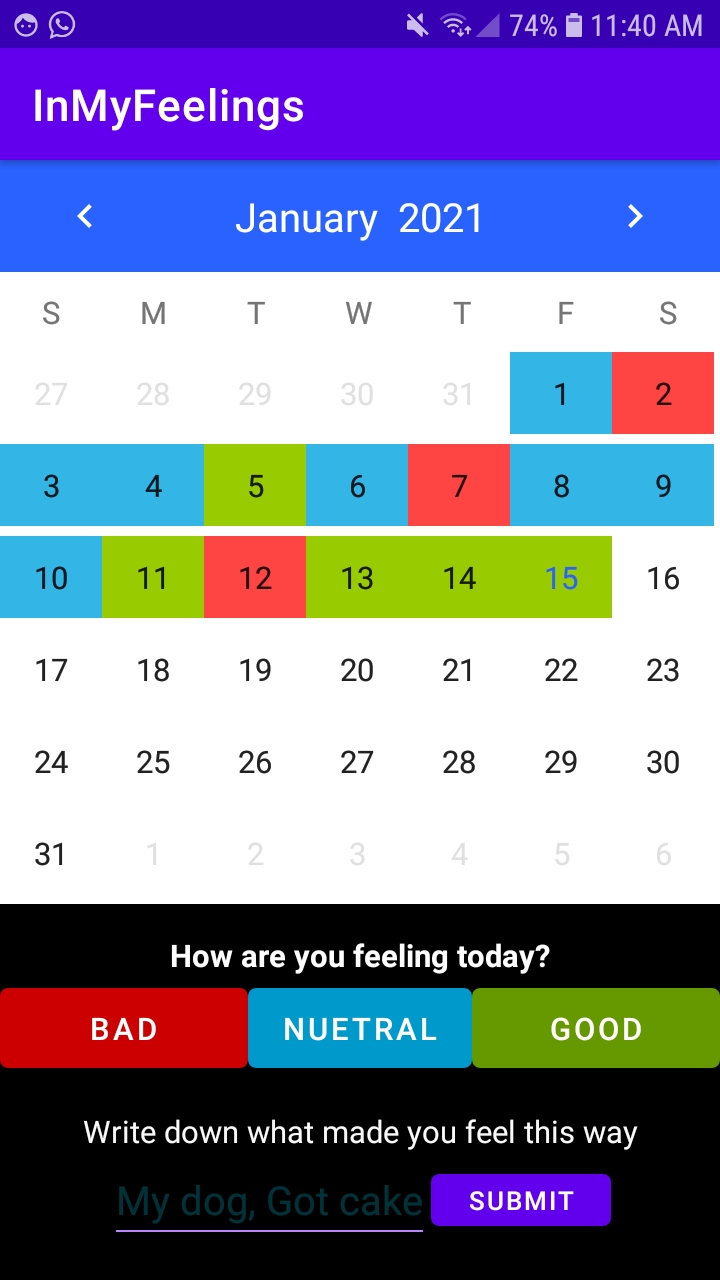 74% 11:40 AM
InMyFeelings
January 2021
S M T W T F S
27 28 29 30 31 1 2
3 4 5 6 7 8 9
10 11 12 13 14 15 16
17 18 19 20 21 22 23
24 25 26 27 28 29 30
31 1 2 3 4 5 6
How are you feeling today?
BAD NUETRAL GOOD
Write down what made you feel this way
My dog, Got cake SUBMIT